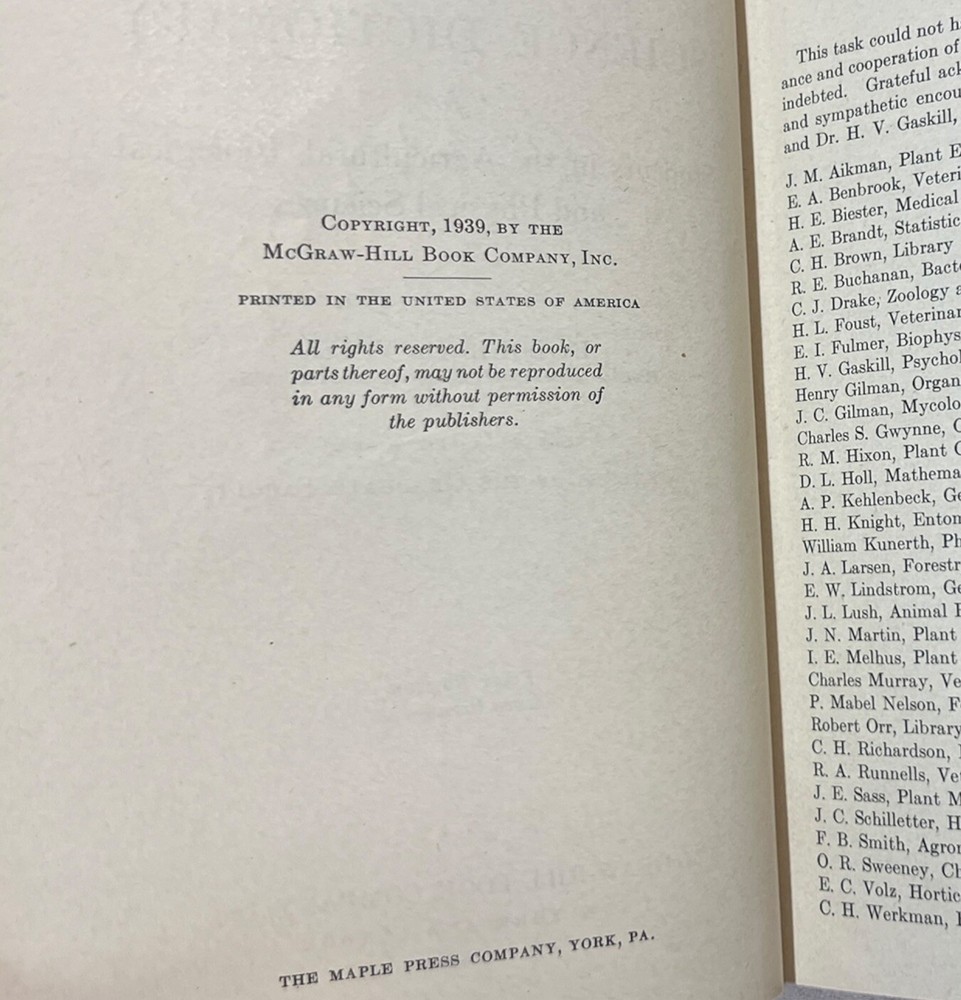 COPYRIGHT, 1939, BY THE
MCGRAW-HILL BOOK COMPANY, INC.
PRINTED IN THE UNITED STATES OF AMERICA
All rights reserved. This book, or
parts thereof, may not be reproduced
in any form without permission of
the publishers.
THE MAPLE PRESS COMPANY, YORK, PA.
This task could not
ance and cooperation of
indebted. Grateful
and sympathetic
and Dr. H. V. Gaskill,
J. M. Aikman, Plant
E. A. Benbrook,
H. E. Biester, Medical
A. E. Brandt,
C. H. Brown, Library
R. E. Buchanan,
C. J. Drake, Zoology
H. L. Foust,
E. I. Fulmer,
H. V. Gaskill,
Henry Gilman,
J. C. Gilman,
Charles S. Gwynne,
R. M. Hixon, Plant
D. L. Holl,
A. P. Kehlenbeck,
H. H. Knight,
William Kunerth,
J. A. Larsen,
E. W. Lindstrom,
J. L. Lush, Animal
J. N. Martin, Plant
I. E. Melhus, Plant
Charles Murray,
P. Mabel Nelson,
Robert Orr, Library
C. H. Richardson,
R. A. Runnells,
J. E. Sass, Plant
J. C. Schilletter,
F. B. Smith,
O. R. Sweeney,
E. C. Volz,
C. H. Werkman,